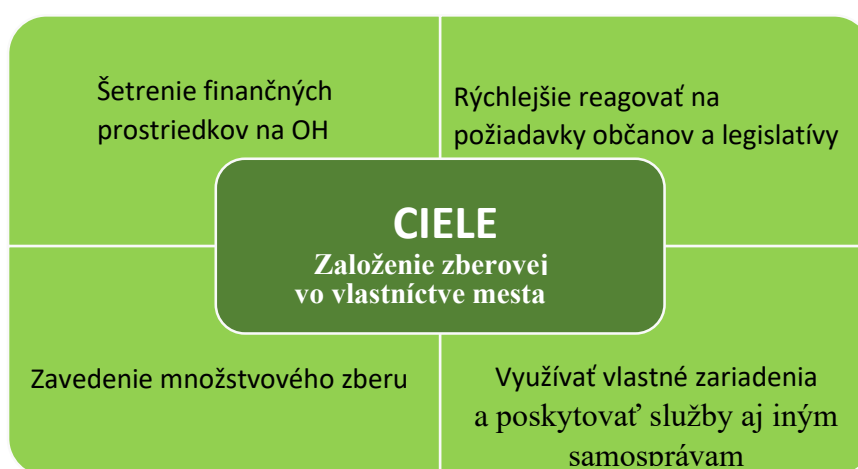 Šetrenie finančných
prostriedkov na OH
Rýchlejšie reagovať na
požiadavky občanov a legislatívy
CIELE
Založenie zberovej
vo vlastníctve mesta
Zavedenie množstvového zberu
Využívať vlastné zariadenia
a poskytovať služby aj iným
samosprávam